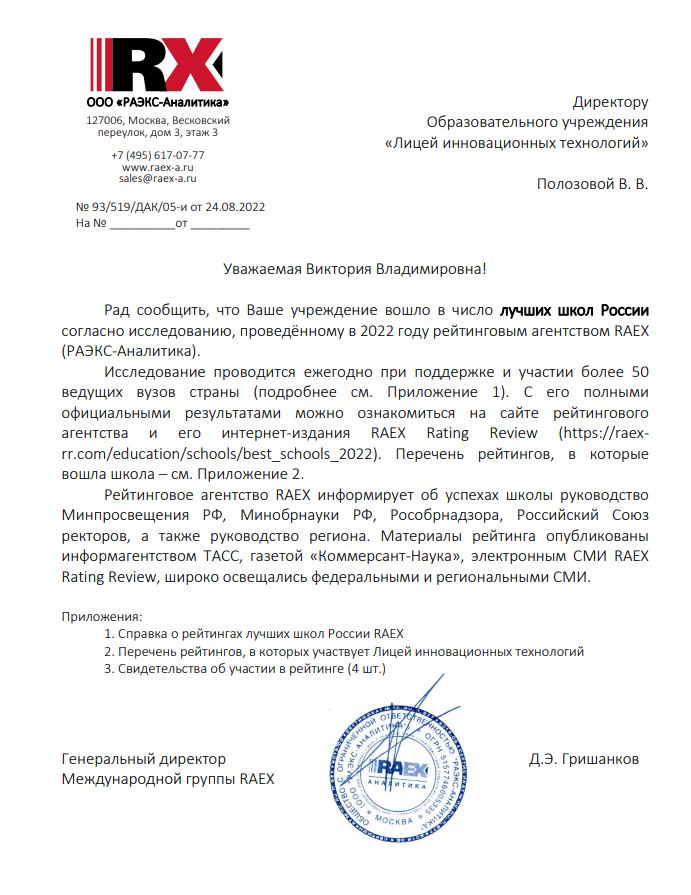 RX
ООО «РАЭКС-Аналитика»
127006, Москва, Весковский
переулок, дом 3, этаж 3
+7 (495) 617-07-77
www.raex-a.ru
sales@raex-a.ru
№ 93/519/ДАК/05-и от 24.08.2022
На № ___________от __________
Директору
Образовательного учреждения
«Лицей инновационных технологий»
Полозовой В. В.
Уважаемая Виктория Владимировна!
Рад сообщить, что Ваше учреждение вошло в число лучших школ России
согласно исследованию, проведённому в 2022 году рейтинговым агентством RAEX
(РАЭКС-Аналитика).
Исследование проводится ежегодно при поддержке и участии более 50
ведущих вузов страны (подробнее см. Приложение 1). С его полными
официальными результатами можно ознакомиться на сайте рейтингового
агентства и его интернет-издания RAEX Rating Review (https://raex-
rr.com/education/schools/best_schools_2022). Перечень рейтингов, в которые
вошла школа – см. Приложение 2.
Рейтинговое агентство RAEX информирует об успехах школы руководство
Минпросвещения РФ, Минобрнауки РФ, Рособрнадзора, Российский Союз
ректоров, а также руководство региона. Материалы рейтинга опубликованы
информагентством ТАСС, газетой «Коммерсант-Наука», электронным СМИ RAEX
Rating Review, широко освещались федеральными и региональными СМИ.
Приложения:
1. Справка о рейтингах лучших школ России RAEX
2. Перечень рейтингов, в которых участвует Лицей инновационных технологий
3. Свидетельства об участии в рейтинге (4 шт.)
Генеральный директор
Международной группы RAEX
Д.Э. Гришанков
ОБЩЕСТВО С ОГРАНИЧЕННОЙ ОТВЕТСТВЕННОСТЬЮ "РАЭКС-АНАЛИТИКА"
(ООО "РАЭКС-АНАЛИТИКА")
МОСКВА
RAEX
АНАЛИТИКА